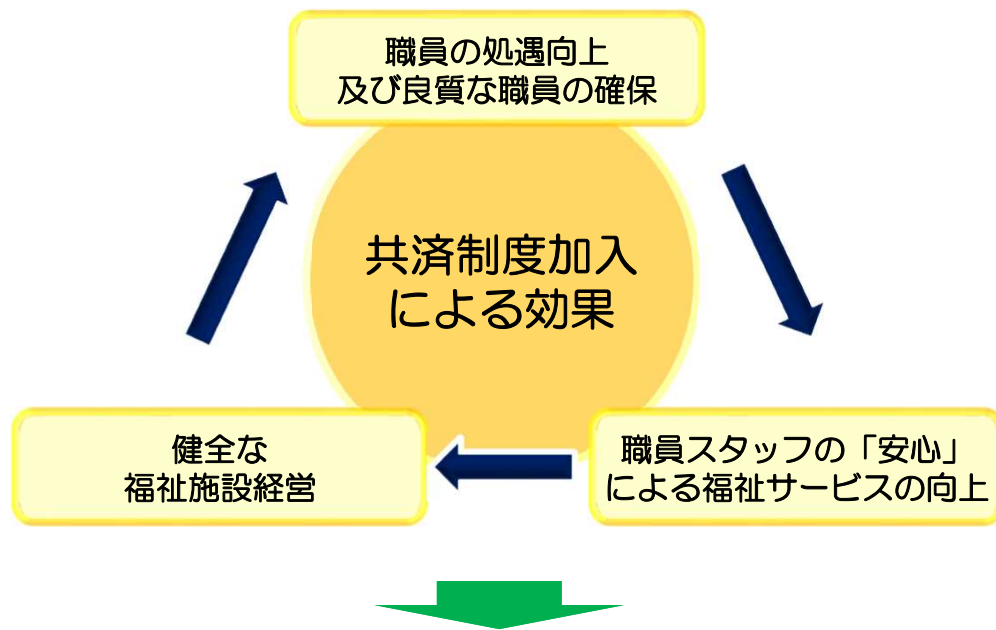 職員の処遇向上
及び良質な職員の確保
共済制度加入
による効果
健全な
福祉施設経営
職員スタッフの「安心」
による福祉サービスの向上